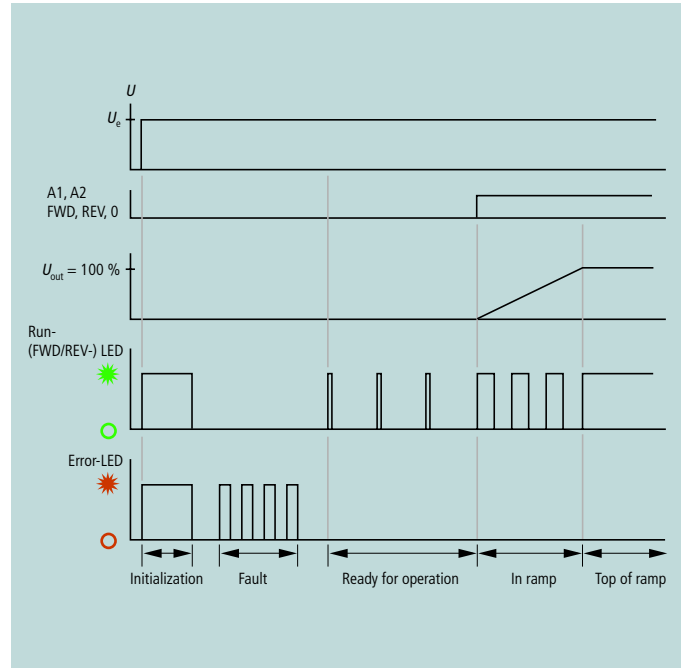 U
Ue
A1, A2
FWD, REV, 0
Uout = 100 %
Run-
(FWD/REV-) LED
Error-LED
Initialization Fault Ready for operation In ramp Top of ramp